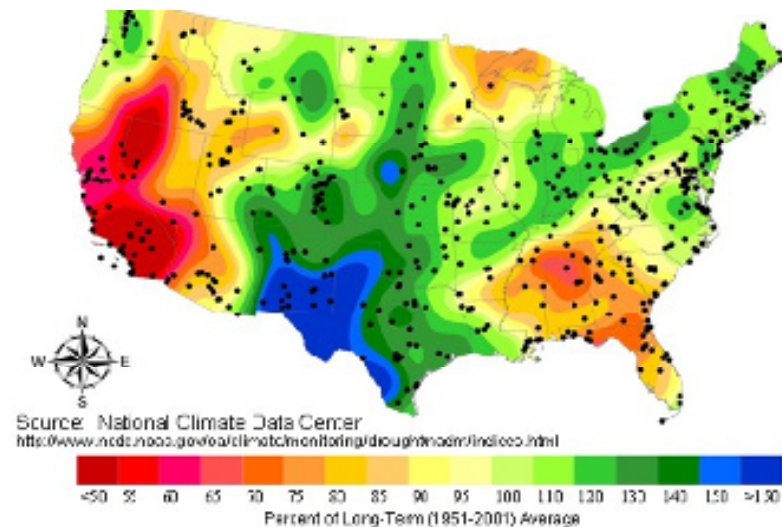 N
W E
S
Source: National Climate Data Center
<50 55 60 65 70 75 80 85 90 95 100 110 120 130 140 150 >150
Percent of Long-Term (1951-2001) Average